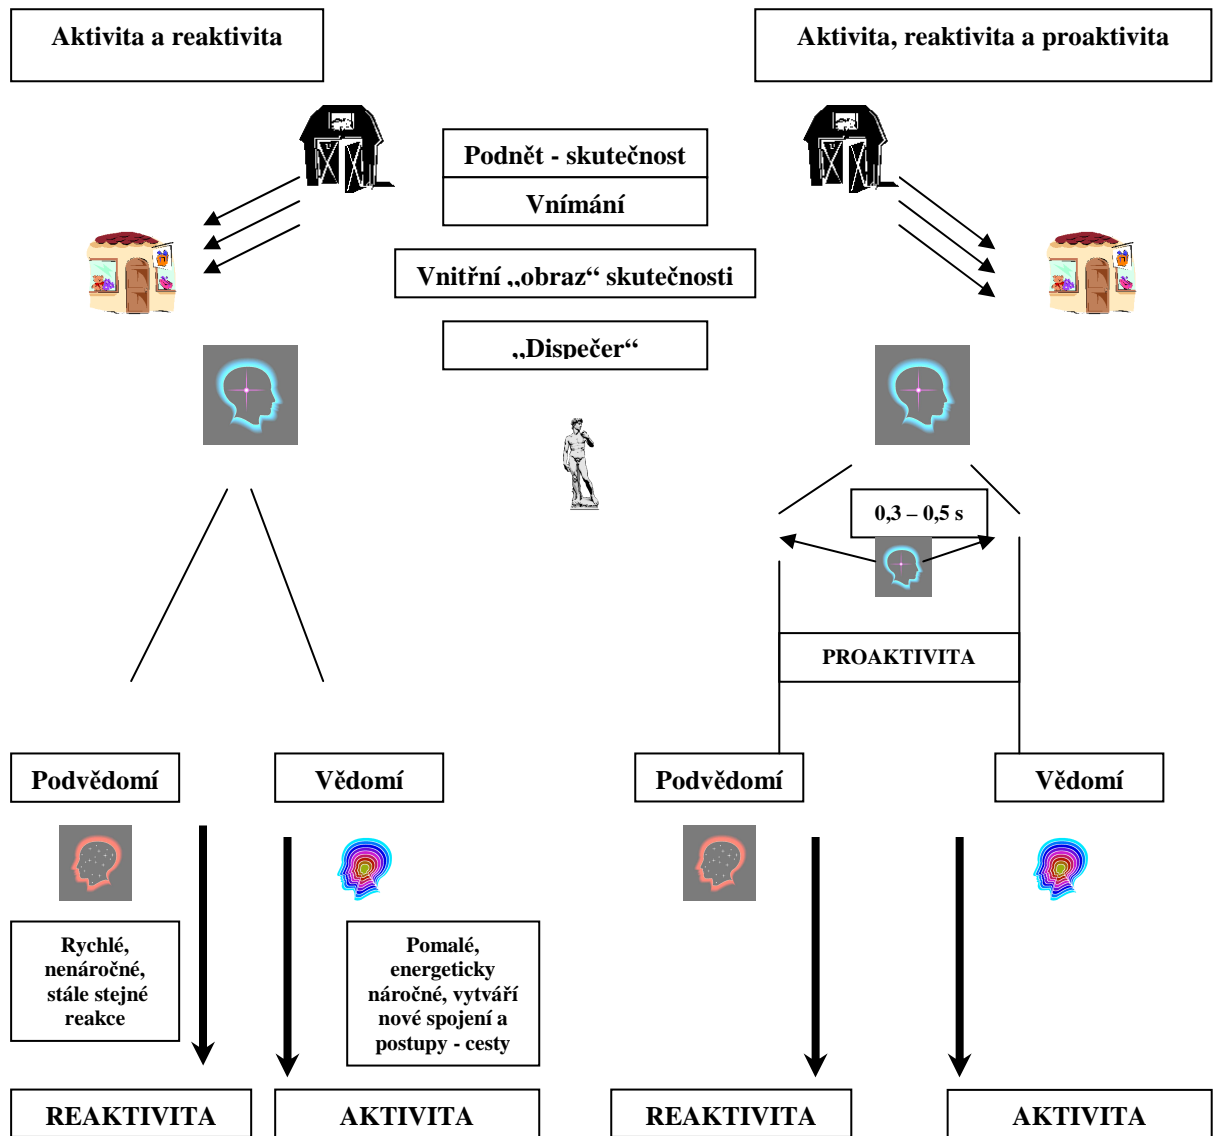 Aktivita a reaktivita
Aktivita, reaktivita a proaktivita
Podnět - skutečnost
Vnímání
Vnitřní „obraz“ skutečnosti
„Dispečer“
0,3 – 0,5 s
PROAKTIVITA
Podvědomí
Vědomí
Podvědomí
Vědomí
Rychlé,
nenáročné,
stále stejné
reakce
Pomalé,
energeticky
náročné, vytváří
nové spojení a
postupy - cesty
REAKTIVITA
AKTIVITA
REAKTIVITA
AKTIVITA